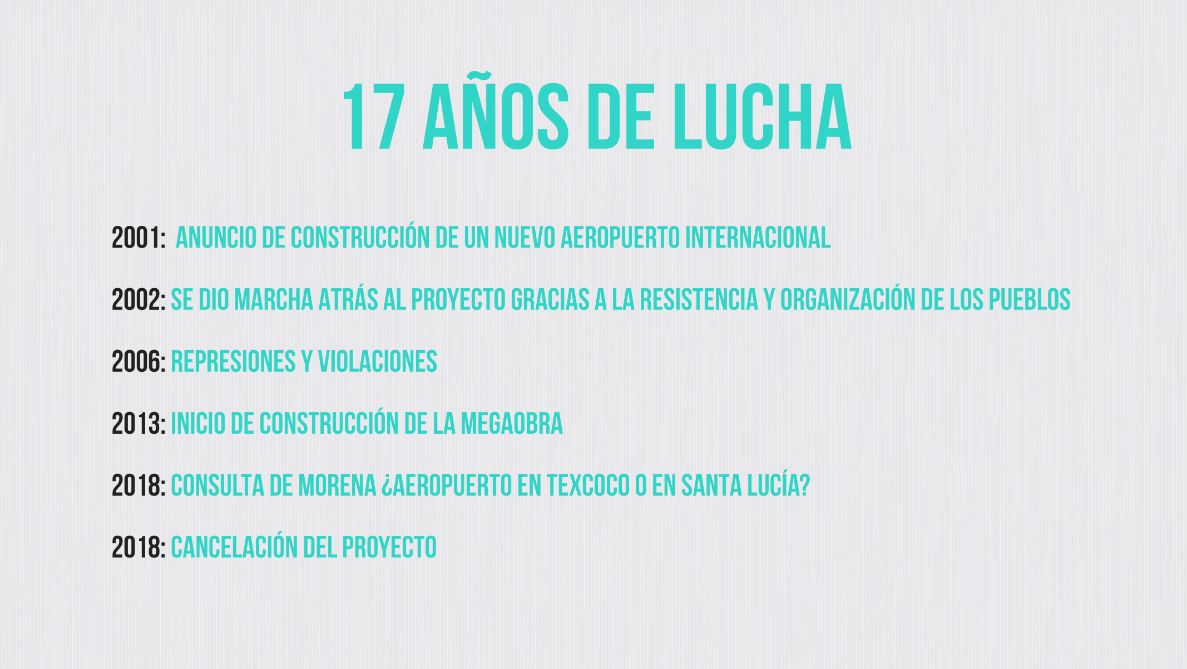 17 AÑOS DE LUCHA
2001: ANUNCIO DE CONSTRUCCIÓN DE UN NUEVO AEROPUERTO INTERNACIONAL
2002: SE DIO MARCHA ATRÁS AL PROYECTO GRACIAS A LA RESISTENCIA Y ORGANIZACIÓN DE LOS PUEBLOS
2006: REPRESIONES Y VIOLACIONES
2013: INICIO DE CONSTRUCCIÓN DE LA MEGAOBRA
2018: CONSULTA DE MORENA ¿AEROPUERTO EN TEXCOCO O EN SANTA LUCÍA?
2018: CANCELACIÓN DEL PROYECTO